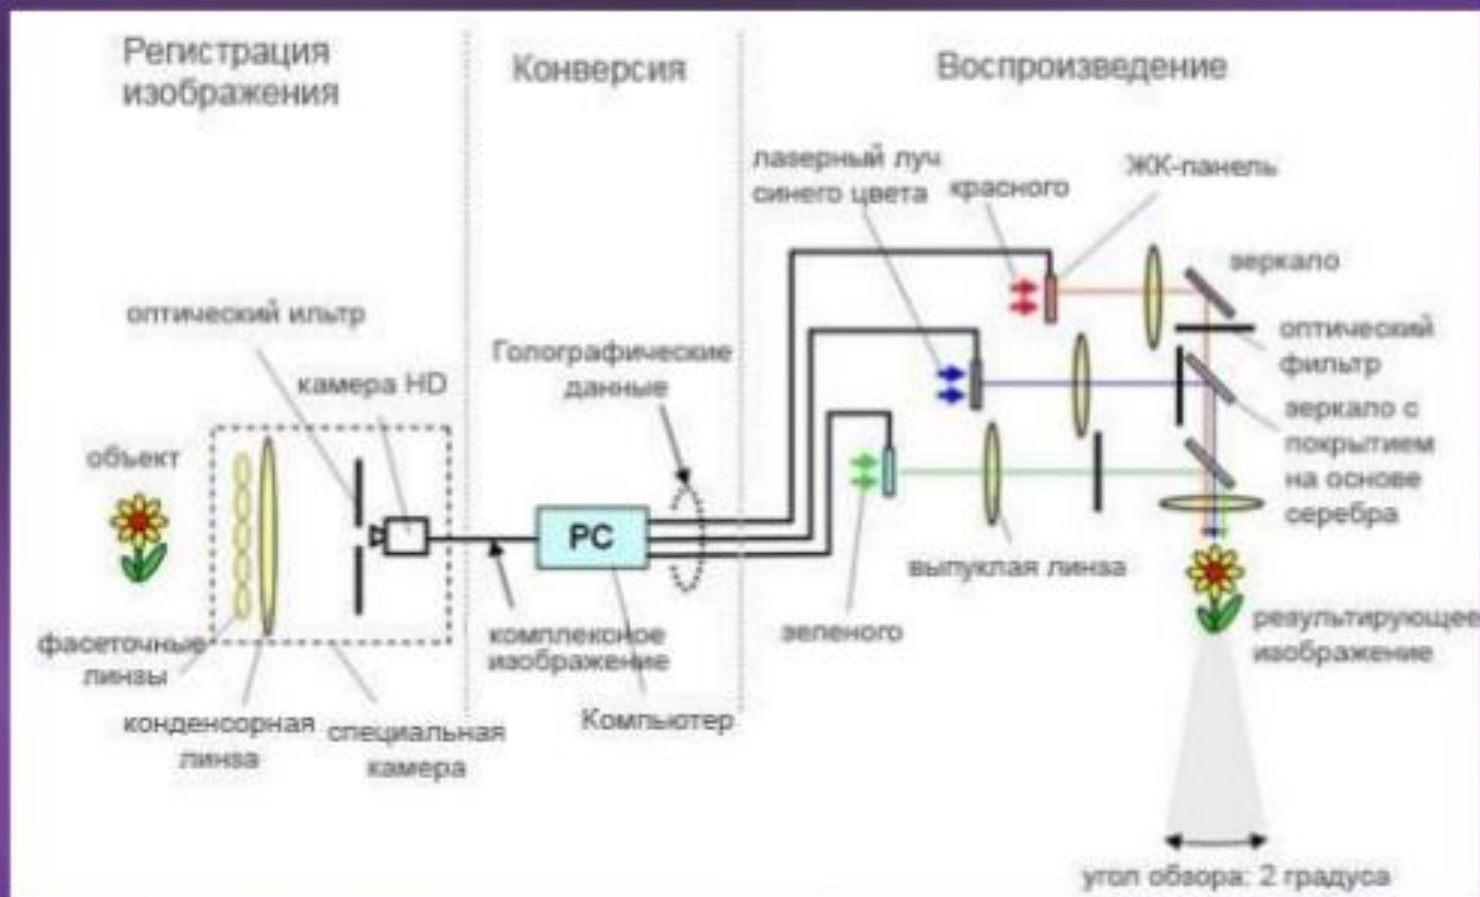 Регистрация
изображения
Конверсия
Воспроизведение
лазерный луч
синего цвета
красного
ЖК-панель
зеркало
оптический
фильтр
зеркало с
покрытием
на основе
серебра
оптический ильтр
камера HD
Голографические
данные
объект
PC
выпуклая линза
зеленого
результирующее
изображение
фасеточные
линзы
комплексное
изображение
конденсорная
линза
специальная
камера
Компьютер
угол обзора: 2 градуса